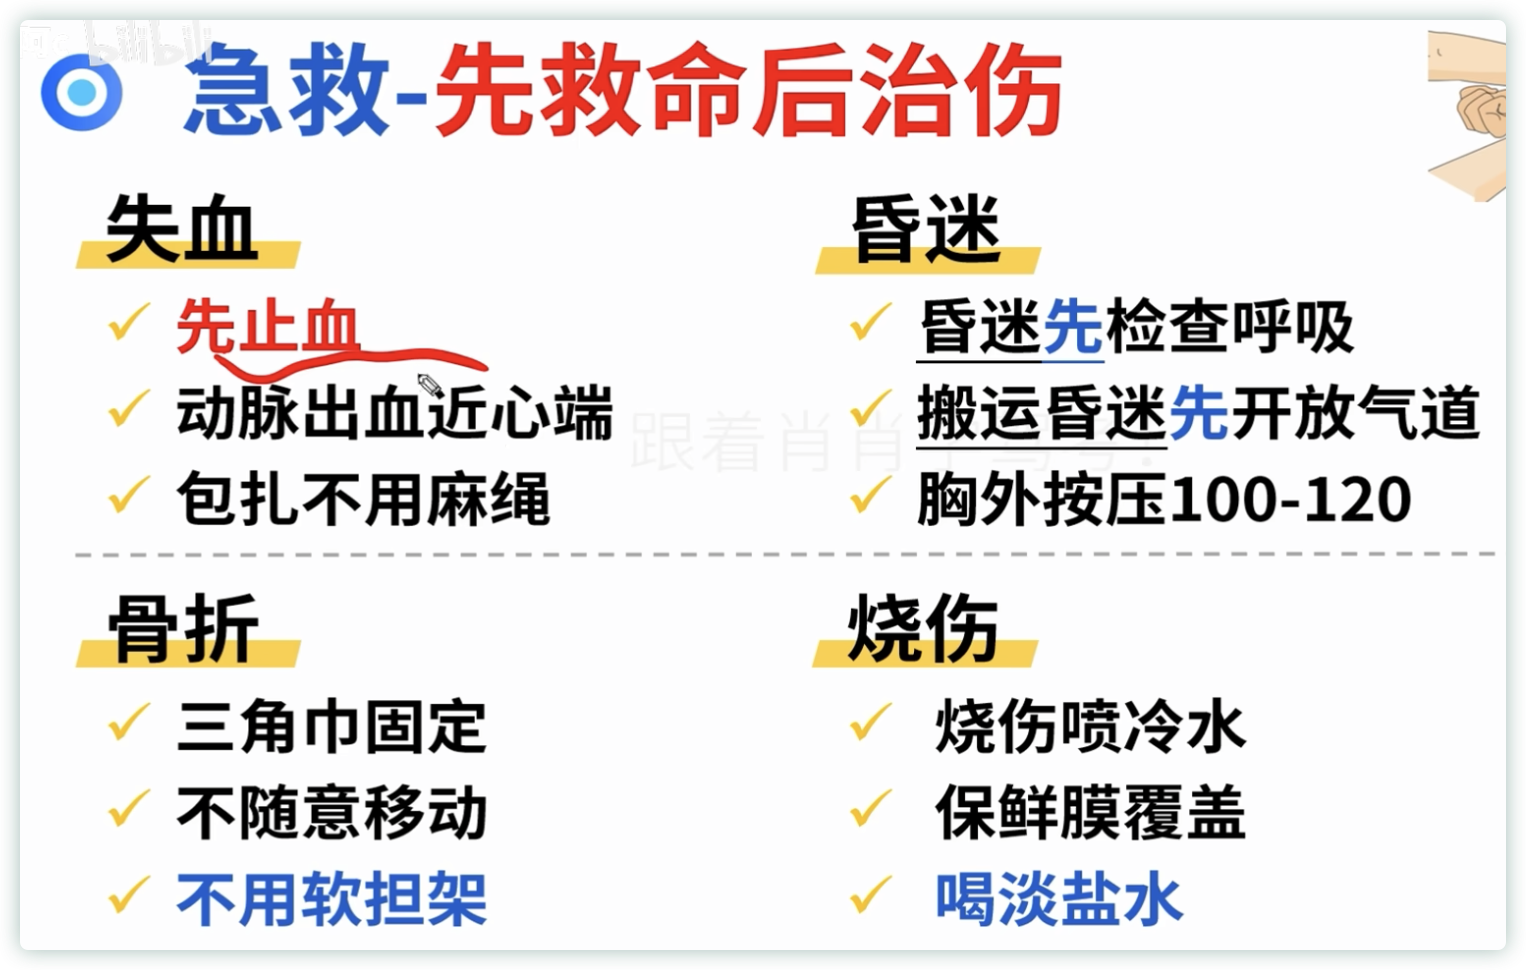 bilibili
急救-先救命后治伤
失血
先止血
动脉出血近心端
包扎不用麻绳
昏迷
昏迷先检查呼吸
搬运昏迷先开放气道
胸外按压100-120
跟着肖肖
骨折
三角巾固定
不随意移动
不用软担架
烧伤
烧伤喷冷水
保鲜膜覆盖
喝淡盐水